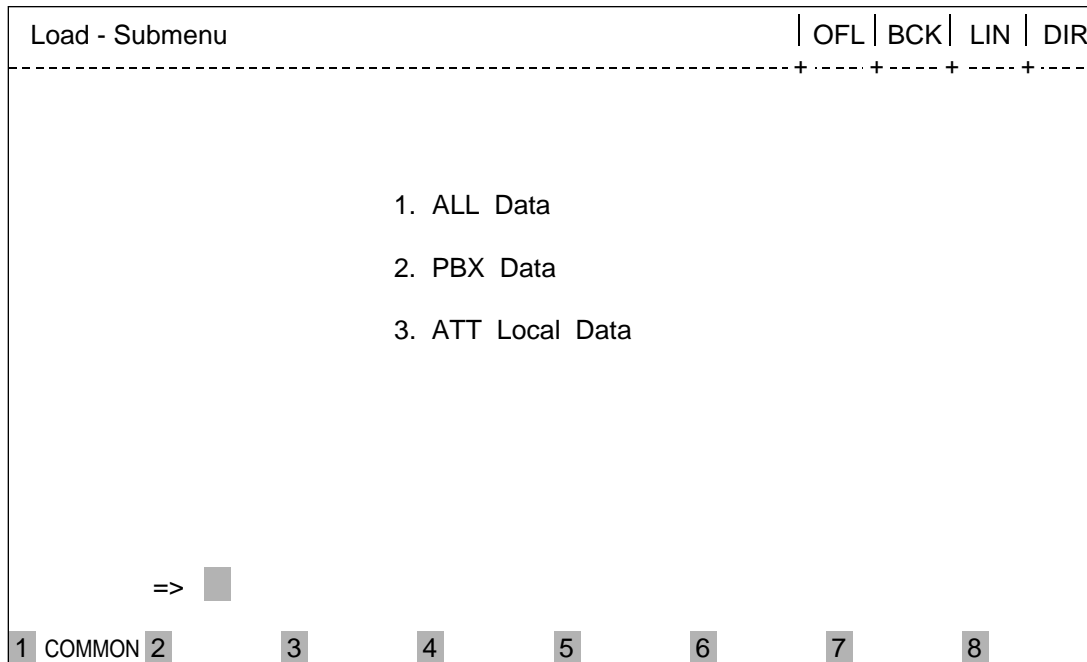 Load - Submenu | OFL | BCK | LIN | DIR
1. ALL Data
2. PBX Data
3. ATT Local Data
=>
1 COMMON 2 3 4 5 6 7 8